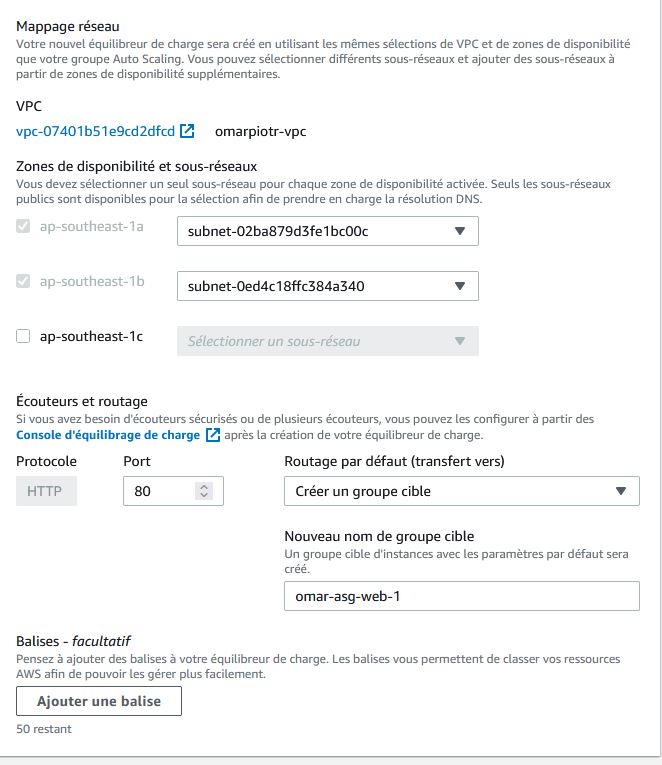 Mappage réseau
Votre nouvel équilibreur de charge sera créé en utilisant les mêmes sélections de VPC et de zones de disponibilité
que votre groupe Auto Scaling. Vous pouvez sélectionner différents sous-réseaux et ajouter des sous-réseaux à
partir de zones de disponibilité supplémentaires.
VPC
vpc-07401b51e9cd2dfcd omarpiotr-vpc
Zones de disponibilité et sous-réseaux
Vous devez sélectionner un seul sous-réseau pour chaque zone de disponibilité activée. Seuls les sous-réseaux
publics sont disponibles pour la sélection afin de prendre en charge la résolution DNS.
ap-southeast-1a subnet-02ba879d3fe1bc00c
ap-southeast-1b subnet-0ed4c18ffc384a340
ap-southeast-1c Sélectionner un sous-réseau
Écouteurs et routage
Si vous avez besoin d'écouteurs sécurisés ou de plusieurs écouteurs, vous pouvez les configurer à partir des
Console d'équilibrage de charge après la création de votre équilibreur de charge.
Protocole Port Routage par défaut (transfert vers)
HTTP 80 Créer un groupe cible
Nouveau nom de groupe cible
Un groupe cible d'instances avec les paramètres par défaut sera
créé.
omar-asg-web-1
Balises - facultatif
Pensez à ajouter des balises à votre équilibreur de charge. Les balises vous permettent de classer vos ressources
AWS afin de pouvoir les gérer plus facilement.
Ajouter une balise
50 restant